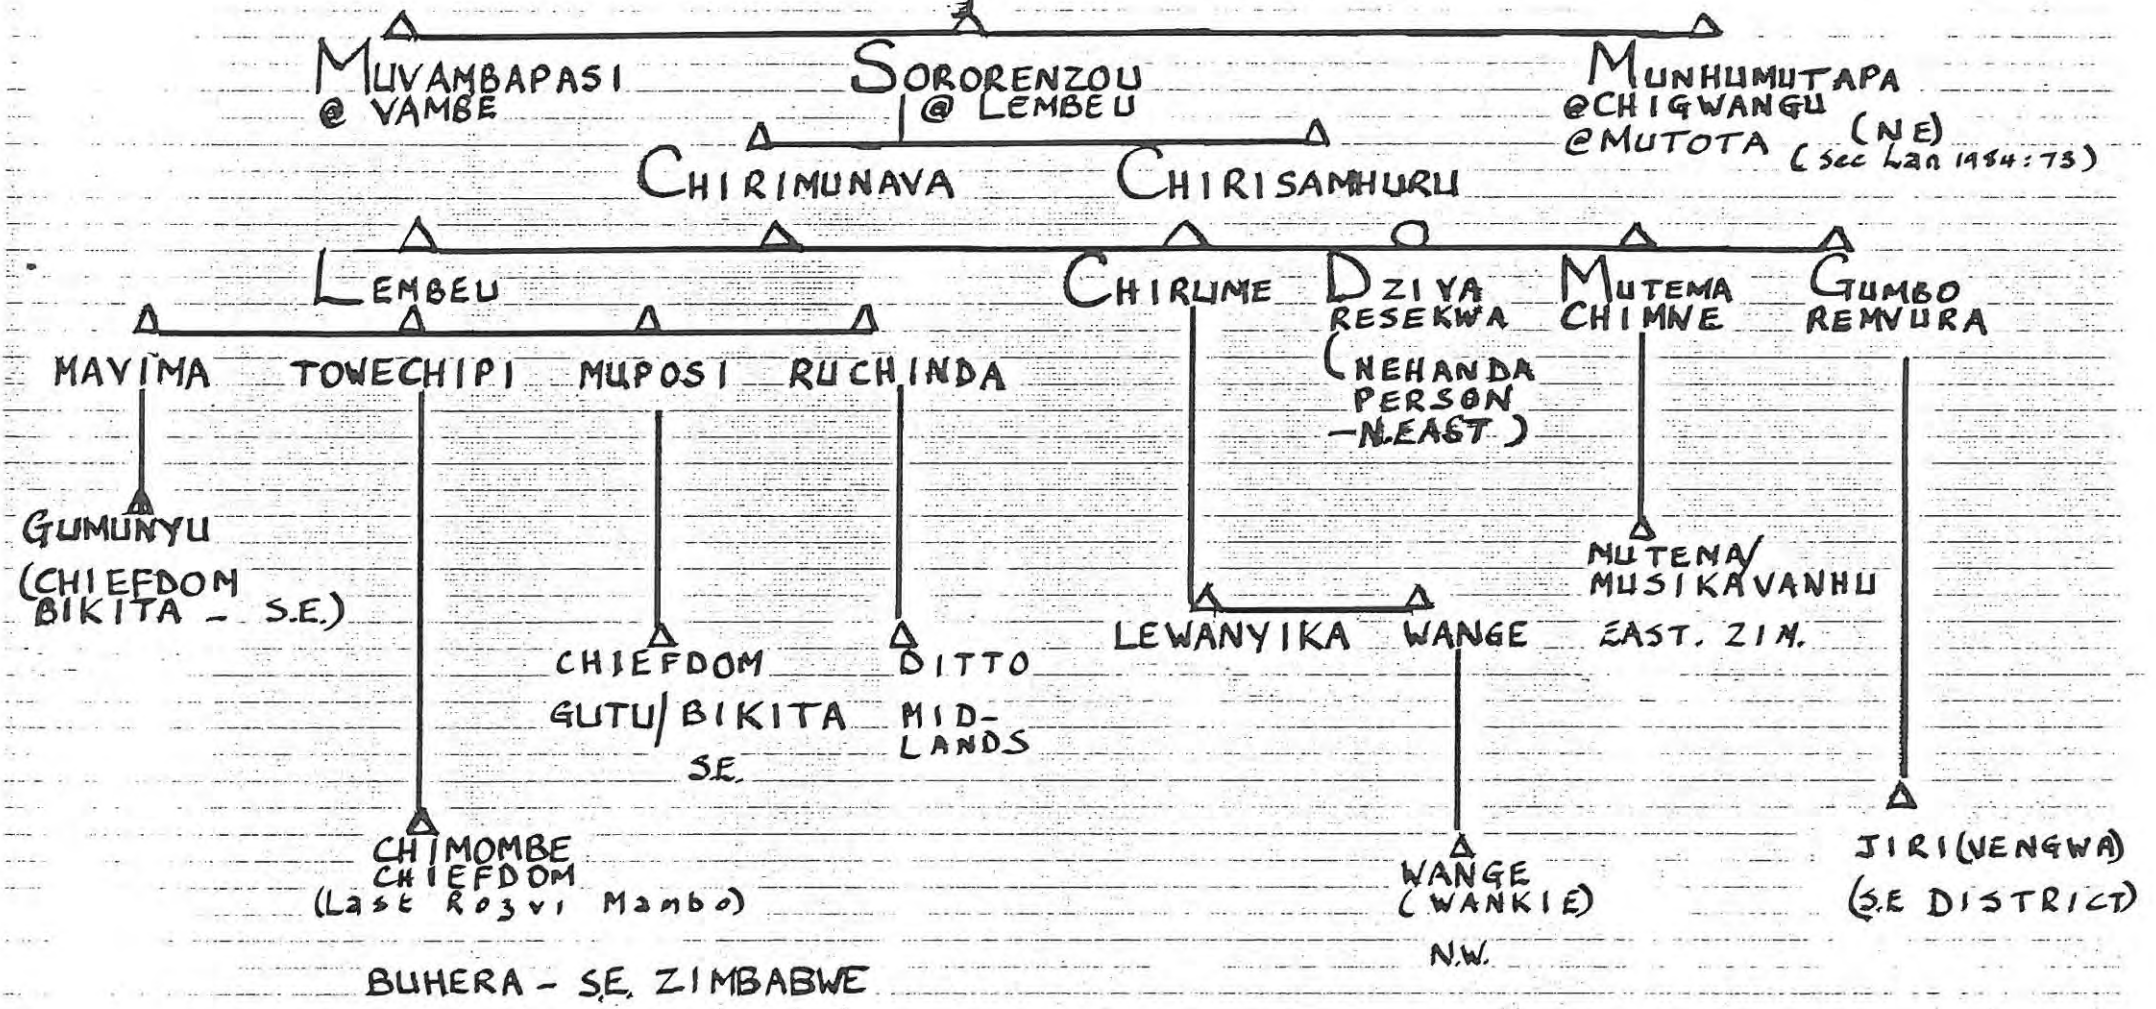 MUVAMBAPASI
@ VAMBE
SORORENZOU
@ LEMBEU
MUNHUMUTAPA
@CHIGWANGU
@MUTOTA (NE)
(See Lan 1984:73)
CHIRIMUNAVA
CHIRISAMHURU
LEMBEU
CHIRUME
DZIVA
RESEKWA
(NEHANDA
PERSON
-N.EAST)
MUTEMA
CHIMNE
GUMBO
REMVURA
MAVIMA
TOWECHIPI
MUPOSI
RUCHINDA
GUMUNYU
(CHIEFDOM
BIKITA - S.E.)
CHIEFDOM
GUTU/BIKITA
S.E.
DITTO
MID-
LANDS
LEWANYIKA
WANGE
MUTEMA/
MUSIKAVANHU
EAST. ZIM.
CHIMOMBE
CHIEFDOM
(Last Rozvi Mambo)
BUHERA - S.E. ZIMBABWE
WANGE
(WANKIE)
N.W.
JIRI(VENGWA)
(S.E DISTRICT)